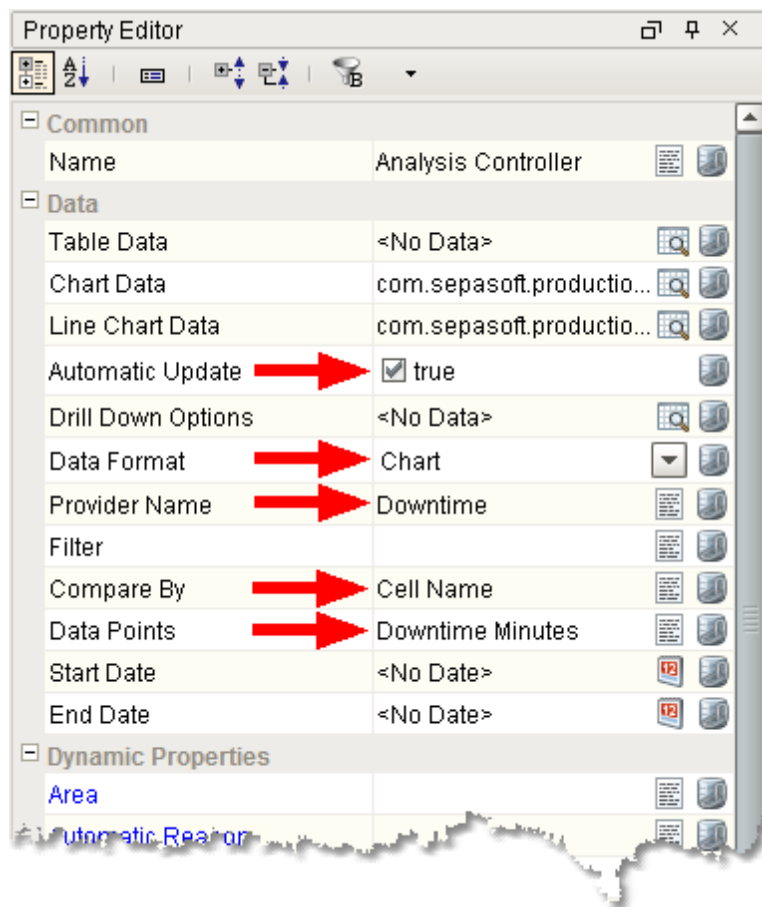 Property Editor
Common
Name Analysis Controller
Data
Table Data <No Data>
Chart Data com.sepasoft.productio...
Line Chart Data com.sepasoft.productio...
Automatic Update true
Drill Down Options <No Data>
Data Format Chart
Provider Name Downtime
Filter
Compare By Cell Name
Data Points Downtime Minutes
Start Date <No Date>
End Date <No Date>
Dynamic Properties
Area
Automatic Reason